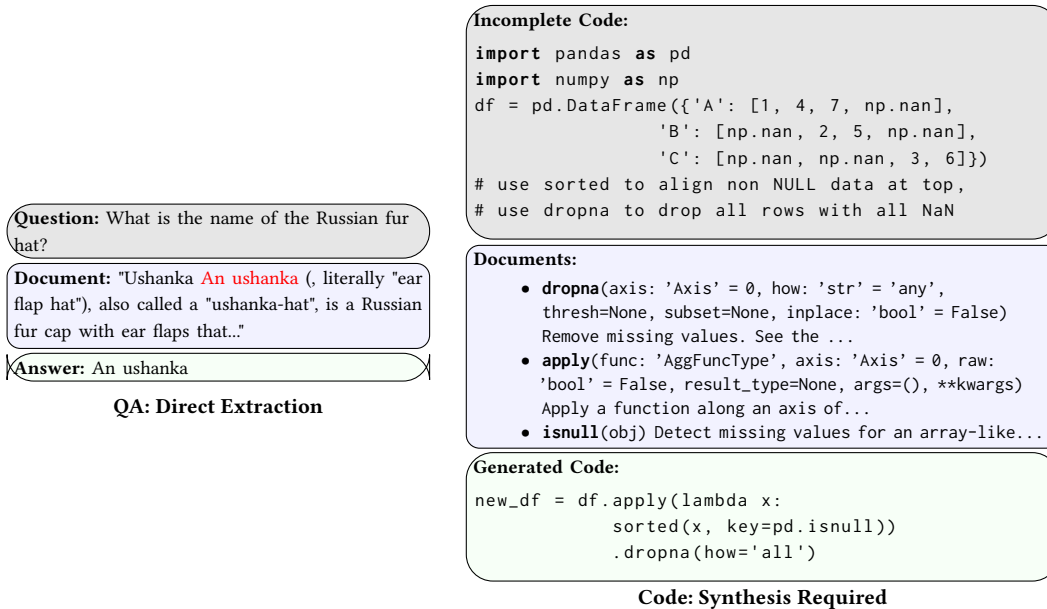 Question: What is the name of the Russian fur
hat?
Document: "Ushanka An ushanka (, literally "ear
flap hat"), also called a "ushanka-hat", is a Russian
fur cap with ear flaps that..."
Answer: An ushanka
QA: Direct Extraction
Incomplete Code:
import pandas as pd
import numpy as np
df = pd.DataFrame({'A': [1, 4, 7, np.nan],
'B': [np.nan, 2, 5, np.nan],
'C': [np.nan, np.nan, 3, 6]})
# use sorted to align non NULL data at top,
# use dropna to drop all rows with all NaN
Documents:
• dropna(axis: ’Axis’ = 0, how: ’str’ = ’any’,
thresh=None, subset=None, inplace: ’bool’ = False)
Remove missing values. See the ...
• apply(func: ’AggFuncType’, axis: ’Axis’ = 0, raw:
’bool’ = False, result_type=None, args=(), **kwargs)
Apply a function along an axis of...
• isnull(obj) Detect missing values for an array-like...
Generated Code:
new_df = df.apply(lambda x:
sorted(x, key=pd.isnull))
.dropna(how='all')
Code: Synthesis Required